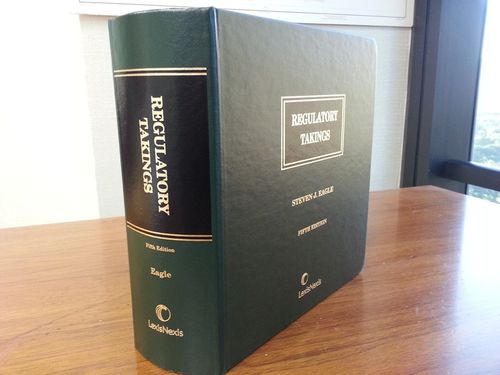 REGULATORY
TAKINGS
Fifth Edition
Eagle
LexisNexis
REGULATORY
TAKINGS
STEVEN J. EAGLE
FIFTH EDITION
LexisNexis